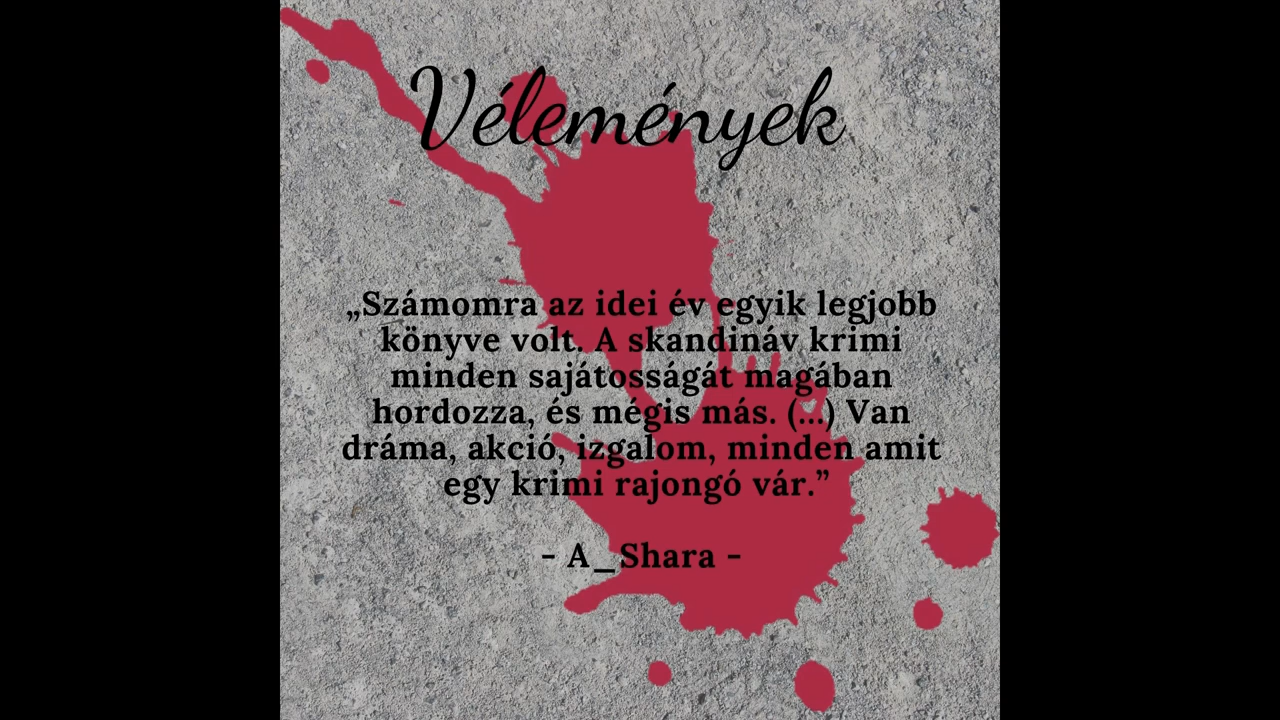 Vélemények
„Számomra az idei év egyik legjobb
könyve volt. A skandináv krimi
minden sajátosságát magában
hordozza, és mégis más. (...) Van
dráma, akció, izgalom, minden amit
egy krimi rajongó vár.”
- A_Shara -